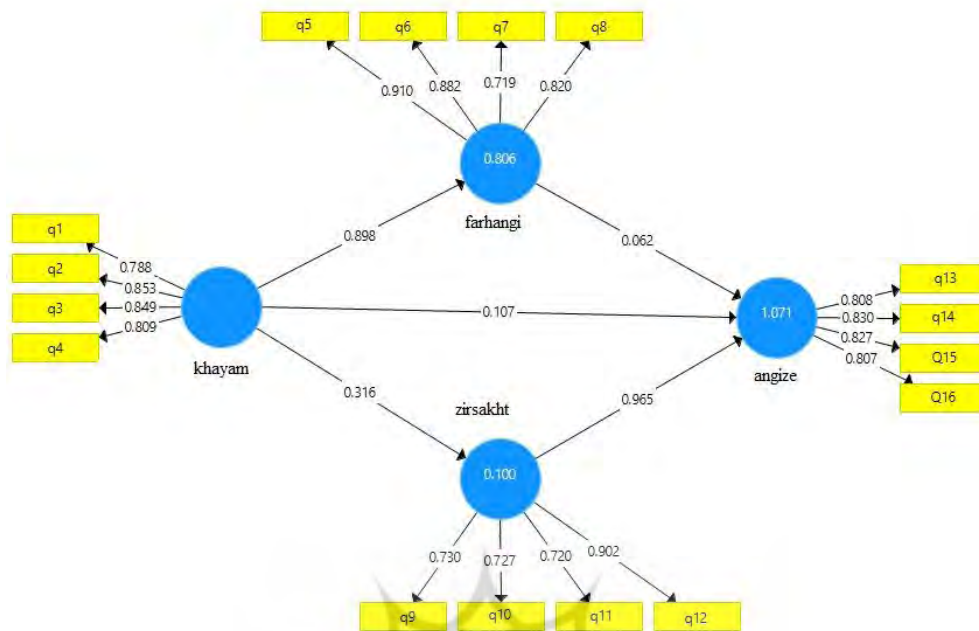 q5 q6 q7 q8
0.910 0.882 0.719 0.820
0.806
farhangi
0.898 0.062
q1
q2
q3
q4
0.788
0.853
0.849
0.809
khayam
0.107
1.071
angize
0.808
0.830
0.827
0.807
q13
q14
Q15
Q16
0.316 0.965
zirsakht
0.100
0.730 0.727 0.720 0.902
q9 q10 q11 q12